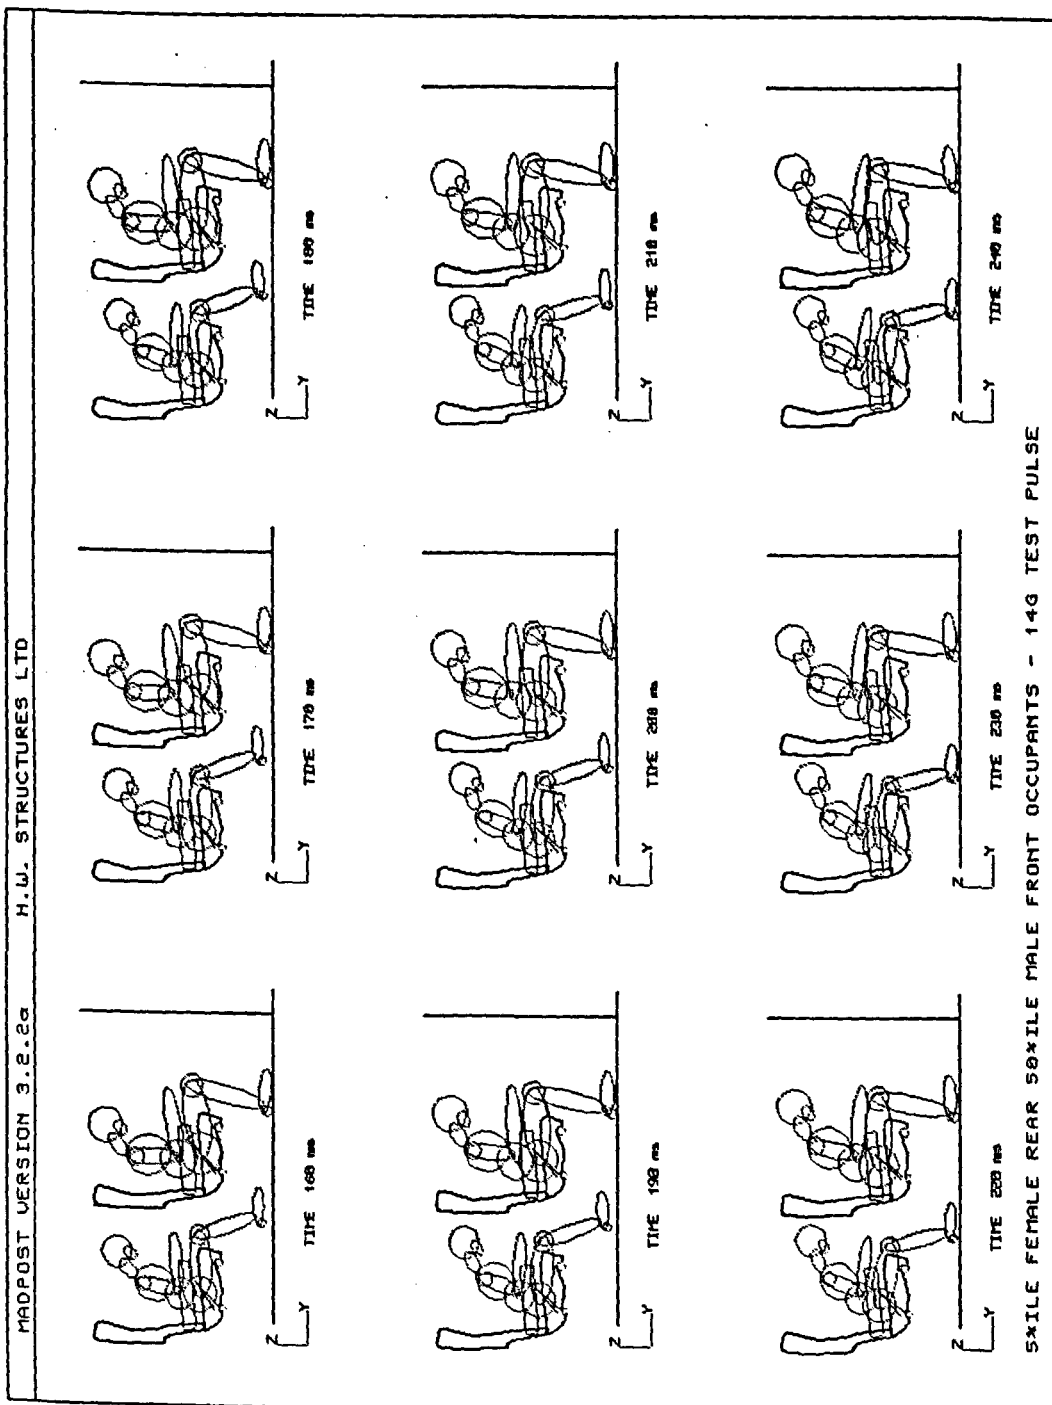 MADPOST VERSION 3.2.2a H.W. STRUCTURES LTD
Z
Y
TIME 160 ms
Z
Y
TIME 170 ms
Z
Y
TIME 180 ms
Z
Y
TIME 190 ms
Z
Y
TIME 200 ms
Z
Y
TIME 210 ms
Z
Y
TIME 220 ms
Z
Y
TIME 230 ms
Z
Y
TIME 240 ms
5%ILE FEMALE REAR 50%ILE MALE FRONT OCCUPANTS - 14G TEST PULSE